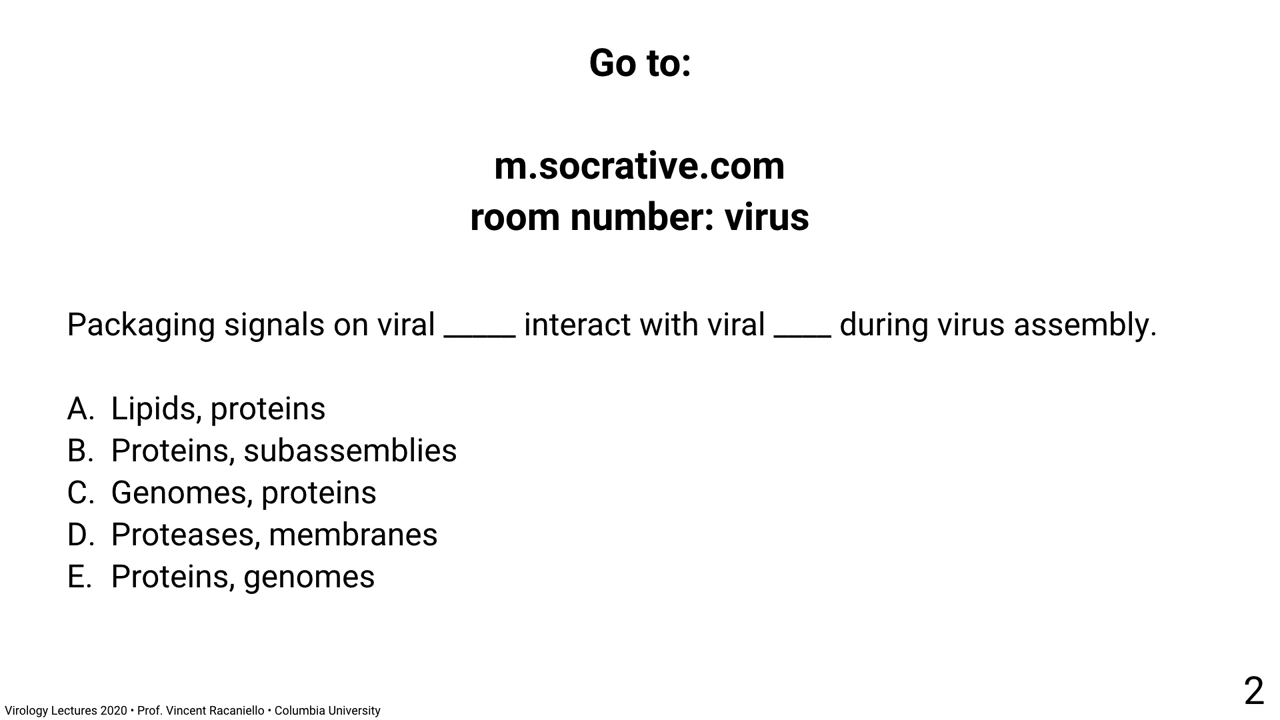 Go to:
m.socrative.com
room number: virus
Packaging signals on viral _____ interact with viral ____ during virus assembly.
A. Lipids, proteins
B. Proteins, subassemblies
C. Genomes, proteins
D. Proteases, membranes
E. Proteins, genomes
Virology Lectures 2020 • Prof. Vincent Racaniello • Columbia University
2